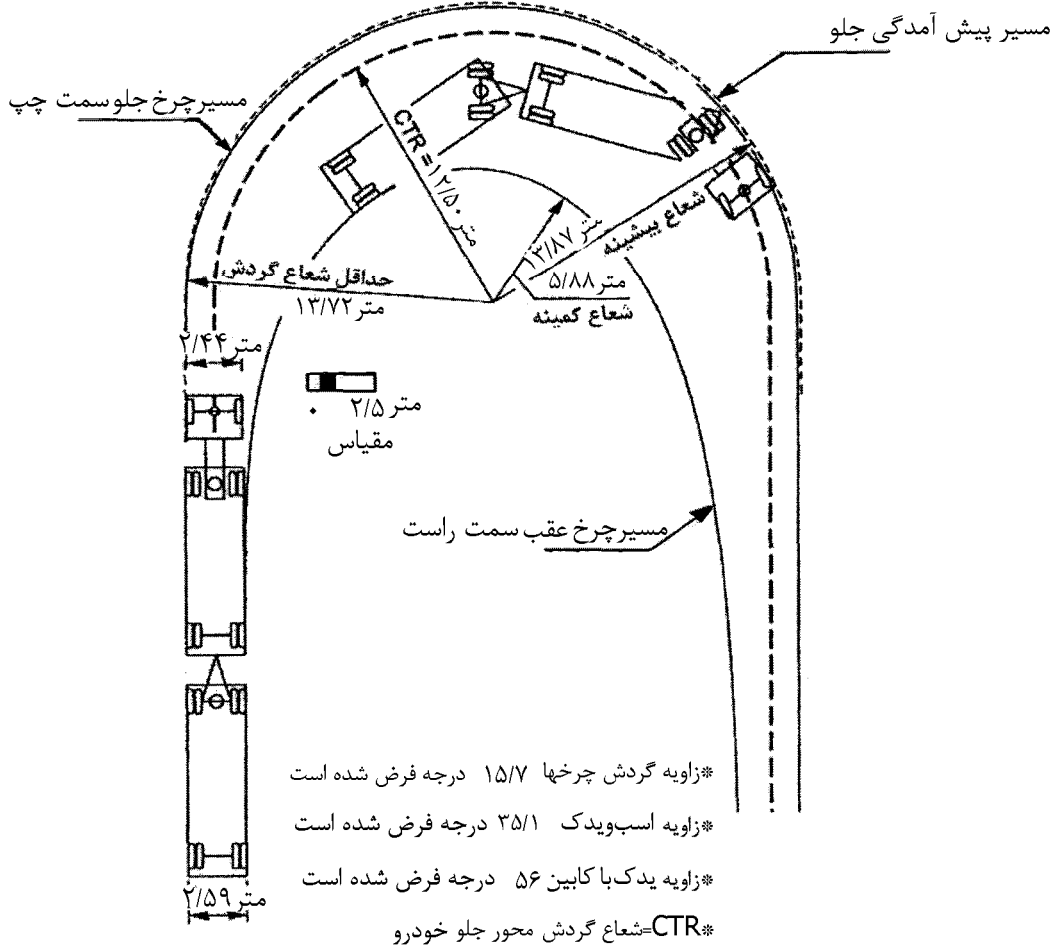 مسیر پیش آمدگی جلو
مسیرچرخ جلوسمت چپ
CTR = ۱۲/۵۰ متر
شعاع بیشینه
۱۳/۸۷ متر
حداقل شعاع گردش
۱۳/۷۲ متر
۵/۸۸ متر
شعاع کمینه
۲/۴۴ متر
۲/۵ متر
مقیاس
مسیرچرخ عقب سمت راست
*زاویه گردش چرخها ۱۵/۷ درجه فرض شده است
*زاویه اسب‌ویدک ۳۵/۱ درجه فرض شده است
*زاویه یدک‌با کابین ۵۶ درجه فرض شده است
*CTR=شعاع گردش محور جلو خودرو
۲/۵۹ متر